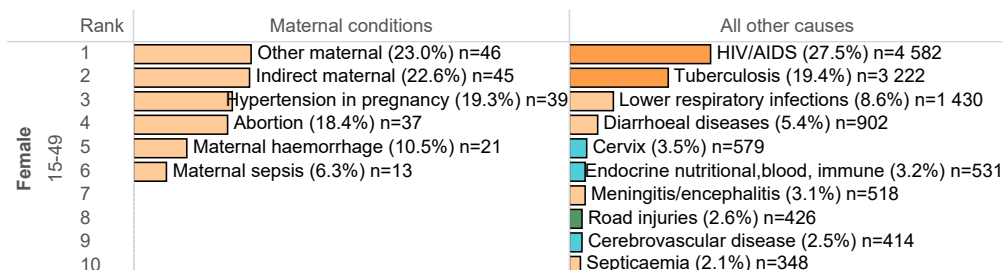 Rank Maternal conditions All other causes
1 Other maternal (23.0%) n=46 HIV/AIDS (27.5%) n=4 582
2 Indirect maternal (22.6%) n=45 Tuberculosis (19.4%) n=3 222
3 Hypertension in pregnancy (19.3%) n=39 Lower respiratory infections (8.6%) n=1 430
4 Abortion (18.4%) n=37 Diarrhoeal diseases (5.4%) n=902
5 Maternal haemorrhage (10.5%) n=21 Cervix (3.5%) n=579
6 Maternal sepsis (6.3%) n=13 Endocrine nutritional,blood, immune (3.2%) n=531
7 Meningitis/encephalitis (3.1%) n=518
8 Road injuries (2.6%) n=426
9 Cerebrovascular disease (2.5%) n=414
10 Septicaemia (2.1%) n=348
Female
15-49